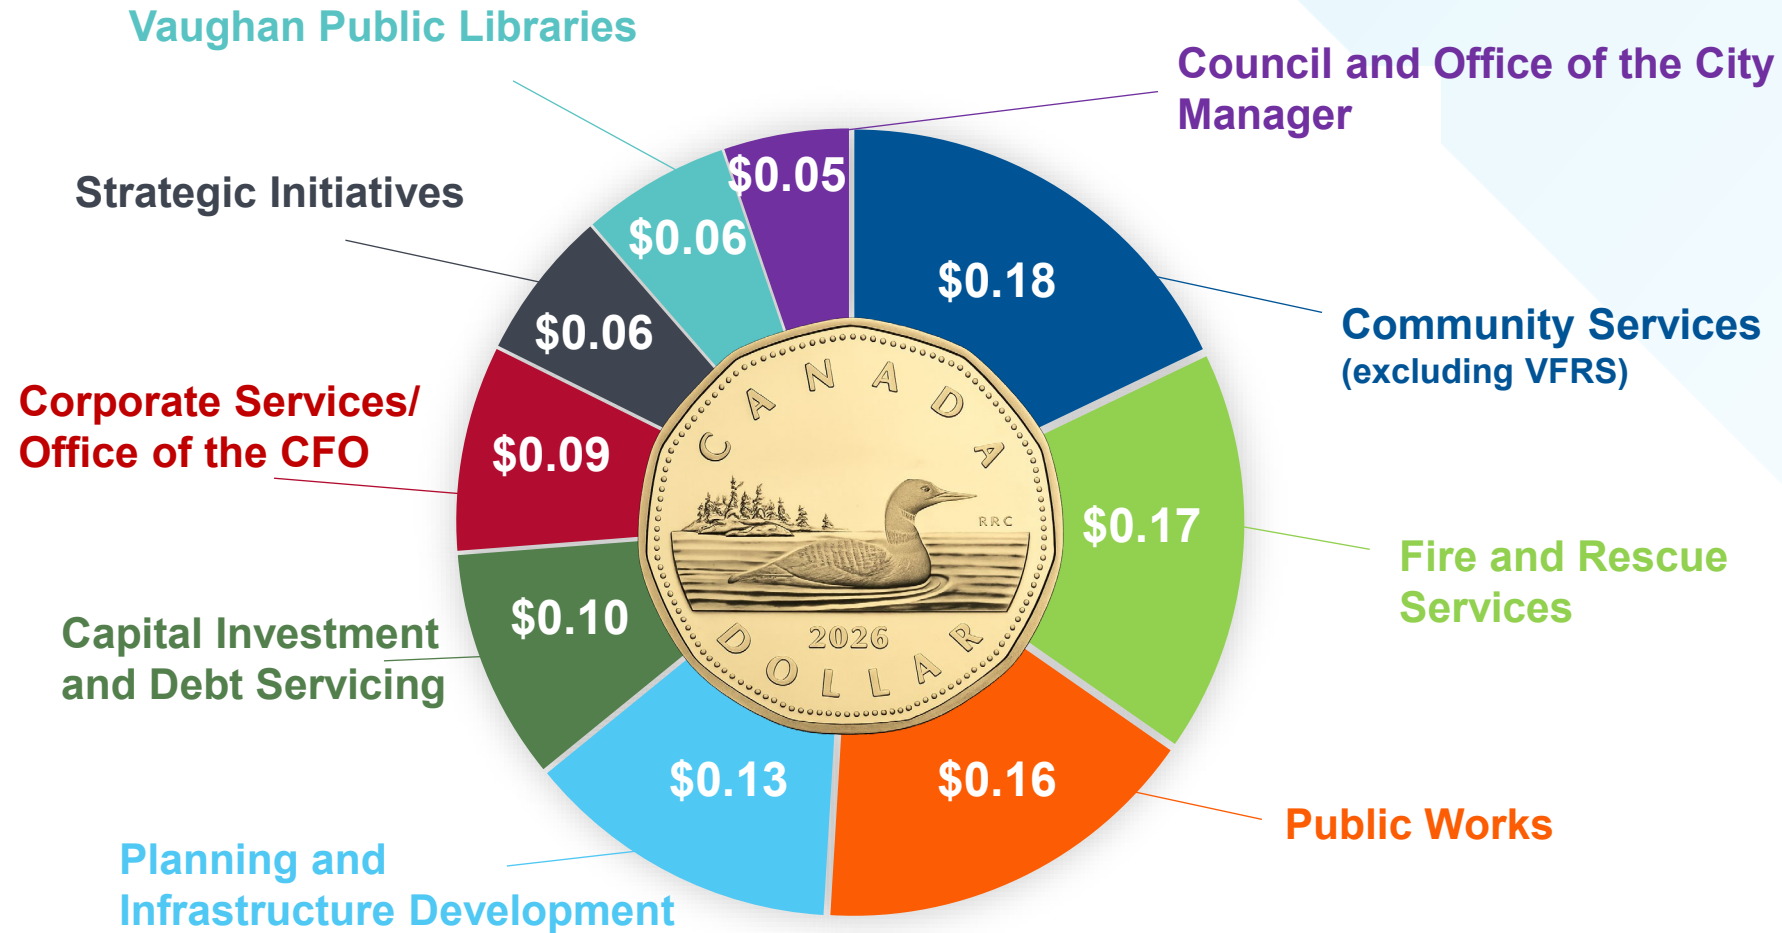 Vaughan Public Libraries
Council and Office of the City
Manager
$0.05
Strategic Initiatives
$0.06
$0.18
Community Services
(excluding VFRS)
$0.06
Corporate Services/
Office of the CFO
$0.09
CANADA
RRC
$0.17
Fire and Rescue
Services
Capital Investment
and Debt Servicing
$0.10
2026
DOLLAR
$0.13
$0.16
Public Works
Planning and
Infrastructure Development